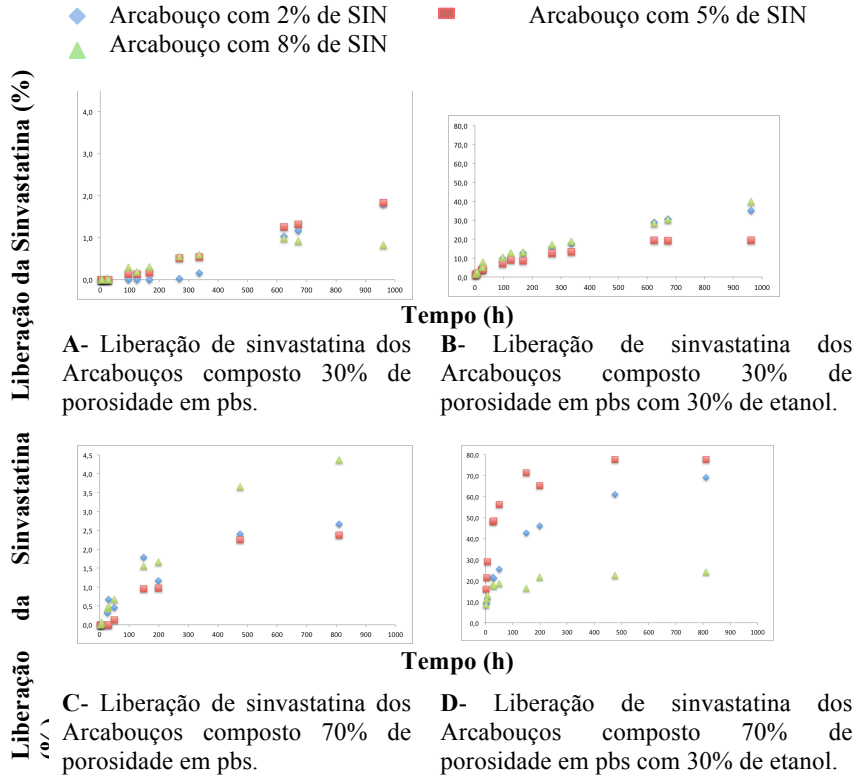 Arcabouço com 2% de SIN
Arcabouço com 5% de SIN
Arcabouço com 8% de SIN
Liberação da Sinvastatina (%)
4,0
2,0
1,0
0,0
0 100 200 300 400 500 600 700 800 900 1000
80,0
70,0
60,0
50,0
40,0
30,0
20,0
10,0
0,0
0 100 200 300 400 500 600 700 800 900 1000
Tempo (h)
A- Liberação de sinvastatina dos
Arcabouços composto 30% de
porosidade em pbs.
B- Liberação de sinvastatina dos
Arcabouços composto 30% de
porosidade em pbs com 30% de etanol.
Liberação da Sinvastatina
(%)
4,5
4,0
3,5
3,0
2,5
2,0
1,5
1,0
0,5
0,0
0 100 200 300 400 500 600 700 800 900 1000
80,0
70,0
60,0
50,0
40,0
30,0
20,0
10,0
0,0
0 100 200 300 400 500 600 700 800 900 1000
Tempo (h)
C- Liberação de sinvastatina dos
Arcabouços composto 70% de
porosidade em pbs.
D- Liberação de sinvastatina dos
Arcabouços composto 70% de
porosidade em pbs com 30% de etanol.